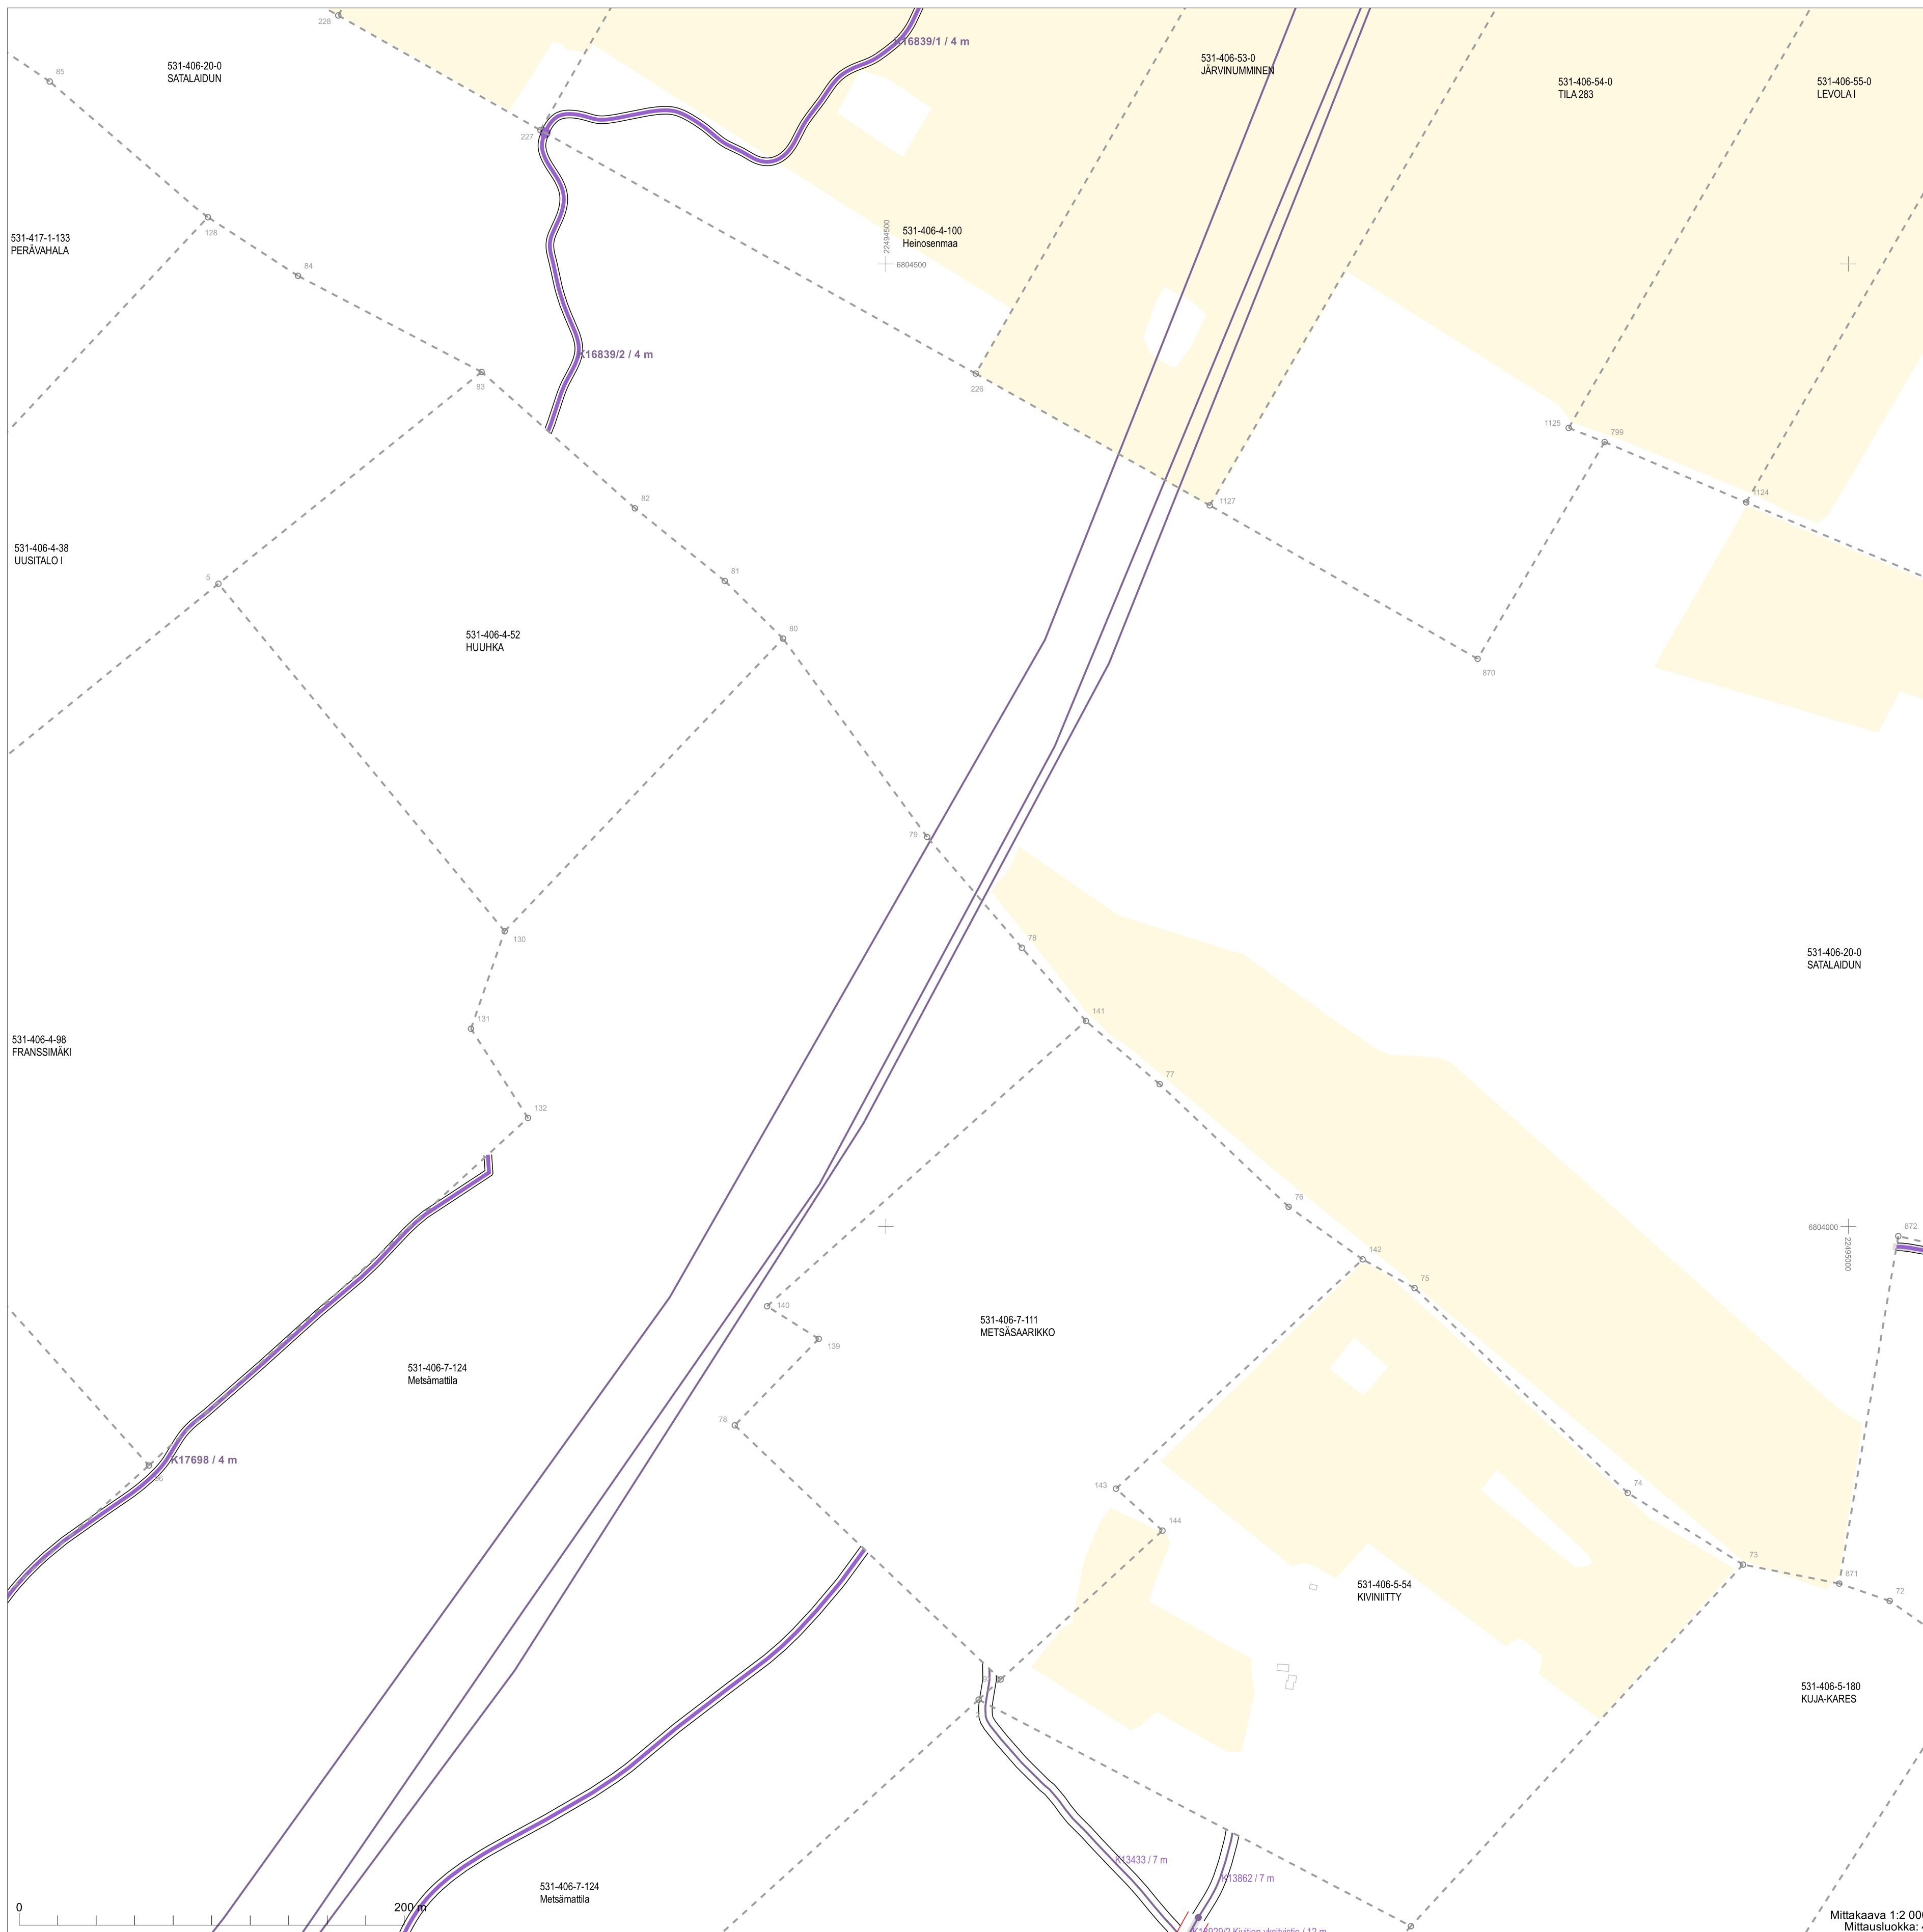 228
K16839/1 / 4 m
531-406-53-0
JÄRVINUMMINEN
85
531-406-20-0
SATALAIDUN
531-406-54-0
TILA 283
531-406-55-0
LEVOLA I
227
128
531-417-1-133
PERÄVAHALA
531-406-4-100
Heinosenmaa
22494500
6804500
84
K16839/2 / 4 m
83
226
1125
799
1124
82
1127
531-406-4-38
UUSITALO I
5
81
531-406-4-52
HUUHKA
80
870
79
130
78
531-406-20-0
SATALAIDUN
131
141
531-406-4-98
FRANSSIMÄKI
77
132
76
142
6804000
22495000
872
75
140
531-406-7-111
METSÄSAARIKKO
139
531-406-7-124
Metsämattila
78
K17698 / 4 m
143
74
144
73
531-406-5-54
KIVINIITTY
871
72
531-406-5-180
KUJA-KARES
K13433 / 7 m
K13862 / 7 m
531-406-7-124
Metsämattila
0
200 m
Mittakaava 1:2 000
Mittausluokka: